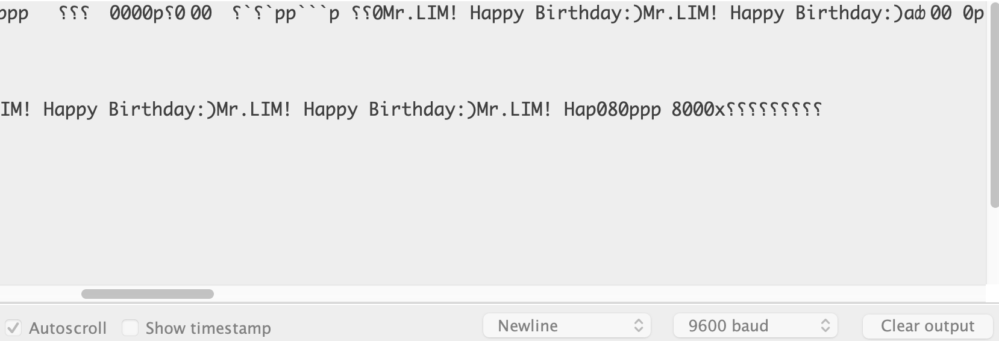 ppp ⸮⸮⸮ 0000p⸮0 00 ⸮`⸮`pp```p ⸮⸮0Mr.LIM! Happy Birthday:)Mr.LIM! Happy Birthday:)a 00 0p
IM! Happy Birthday:)Mr.LIM! Happy Birthday:)Mr.LIM! Hap080ppp 8000x⸮⸮⸮⸮⸮⸮⸮⸮⸮
Autoscroll Show timestamp Newline 9600 baud Clear output